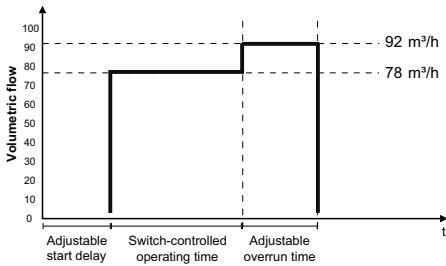 Volumetric flow
100
90
80
70
60
50
40
30
20
10
0
92 m³/h
78 m³/h
t
Adjustable
start delay
Switch-controlled
operating time
Adjustable
overrun time